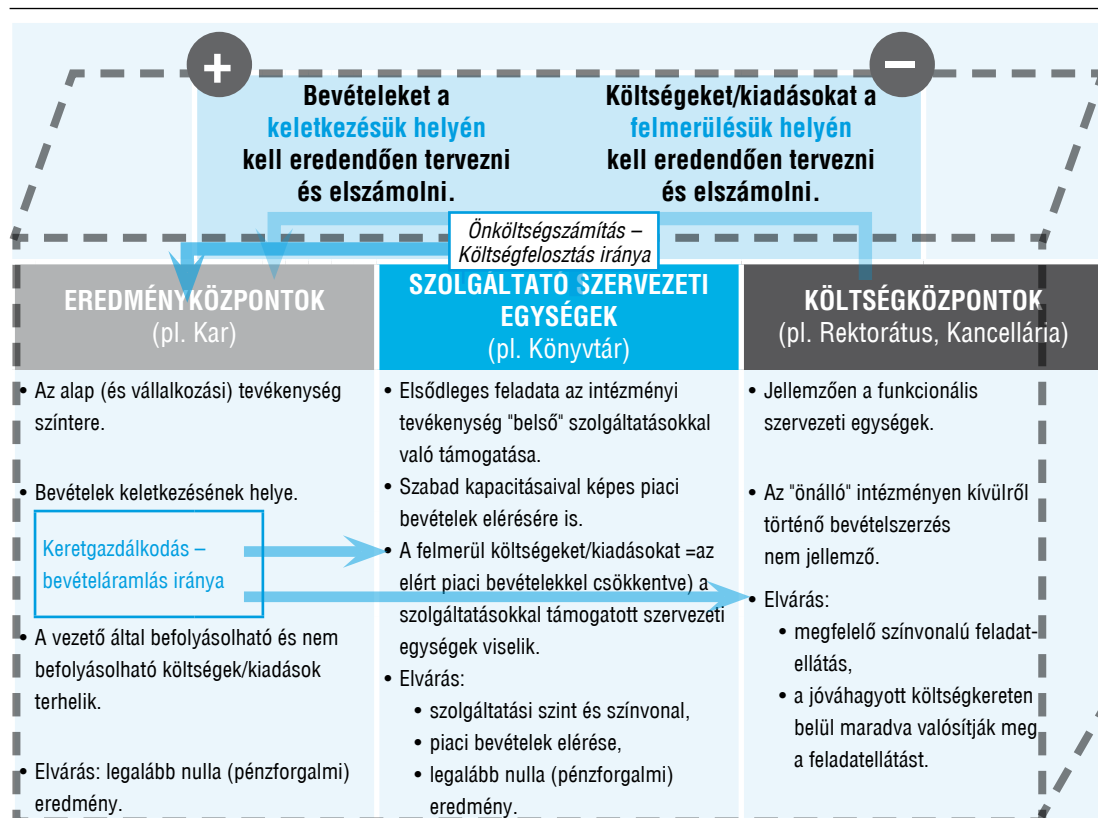 +
−
Bevételeket a
keletkezésük helyén
kell eredendően tervezni
és elszámolni.
Költségeket/kiadásokat a
felmerülésük helyén
kell eredendően tervezni
és elszámolni.
Önköltségszámítás –
Költségfelosztás iránya
EREDMÉNYKÖZPONTOK
(pl. Kar)
• Az alap (és vállalkozási) tevékenység
színtere.
• Bevételek keletkezésének helye.
Keretgazdálkodás –
bevételáramlás iránya
• A vezető által befolyásolható és nem
befolyásolható költségek/kiadások
terhelik.
• Elvárás: legalább nulla (pénzforgalmi)
eredmény.
SZOLGÁLTATÓ SZERVEZETI
EGYSÉGEK
(pl. Könyvtár)
• Elsődleges feladata az intézményi
tevékenység "belső" szolgáltatásokkal
való támogatása.
• Szabad kapacitásaival képes piaci
bevételek elérésére is.
• A felmerül költségeket/kiadásokat =az
elért piaci bevételekkel csökkentve) a
szolgáltatásokkal támogatott szervezeti
egységek viselik.
• Elvárás:
• szolgáltatási szint és színvonal,
• piaci bevételek elérése,
• legalább nulla (pénzforgalmi)
eredmény.
KÖLTSÉGKÖZPONTOK
(pl. Rektorátus, Kancellária)
• Jellemzően a funkcionális
szervezeti egységek.
• Az "önálló" intézményen kívülről
történő bevételszerzés
nem jellemző.
• Elvárás:
• megfelelő színvonalú feladat-
ellátás,
• a jóváhagyott költségkereten
belül maradva valósítják meg
a feladatellátást.